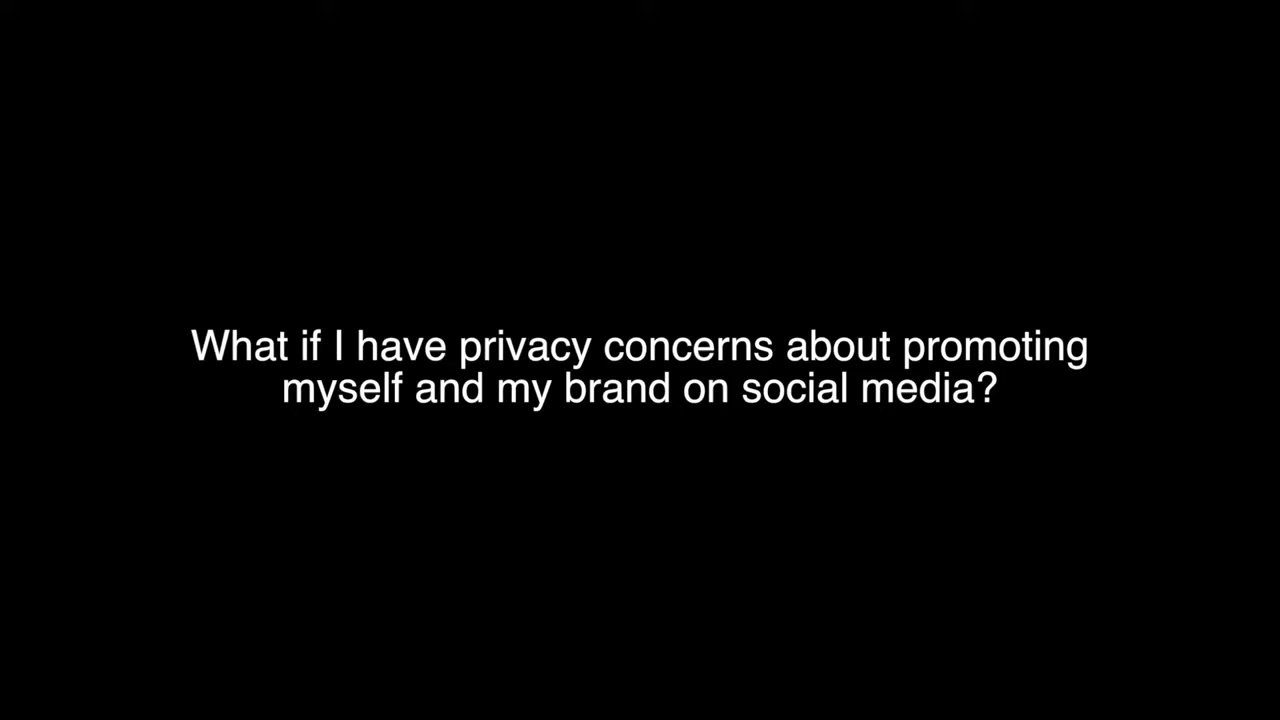 What if I have privacy concerns about promoting
myself and my brand on social media?